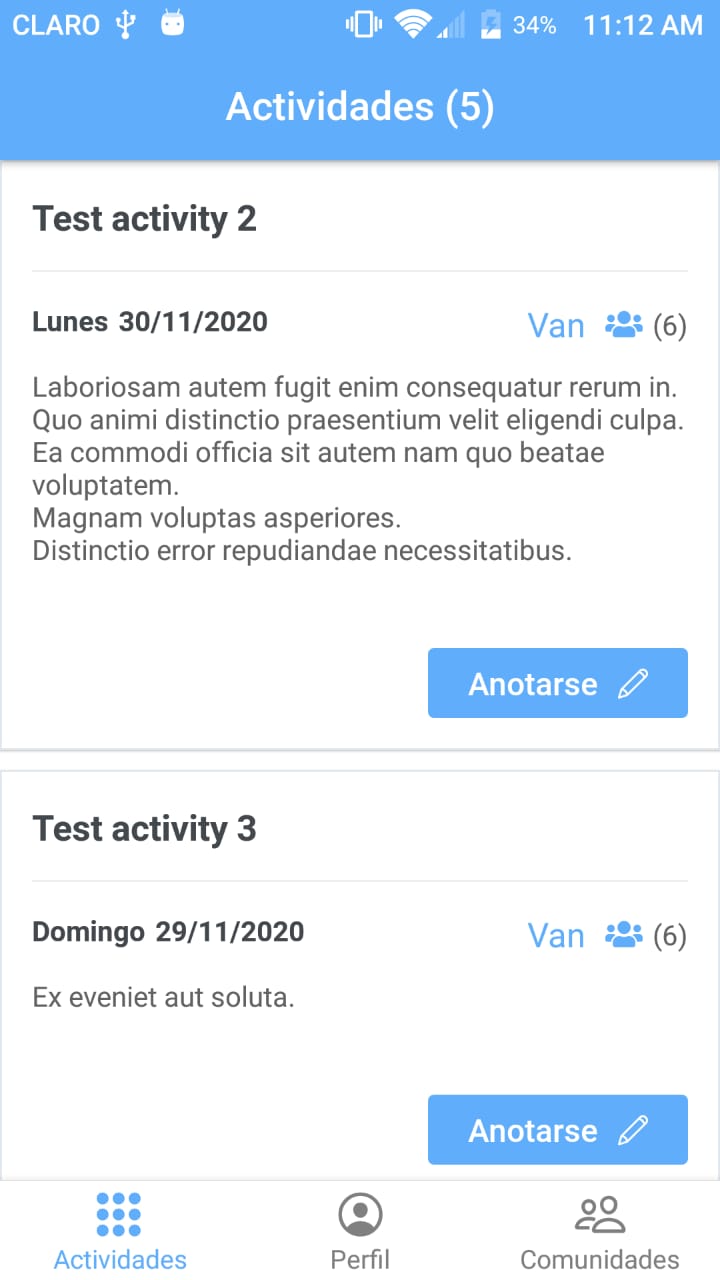 CLARO 34% 11:12 AM
Actividades (5)
Test activity 2
Lunes 30/11/2020 Van (6)
Laboriosam autem fugit enim consequatur rerum in.
Quo animi distinctio praesentium velit eligendi culpa.
Ea commodi officia sit autem nam quo beatae
voluptatem.
Magnam voluptas asperiores.
Distinctio error repudiandae necessitatibus.
Anotarse
Test activity 3
Domingo 29/11/2020 Van (6)
Ex eveniet aut soluta.
Anotarse
Actividades Perfil Comunidades